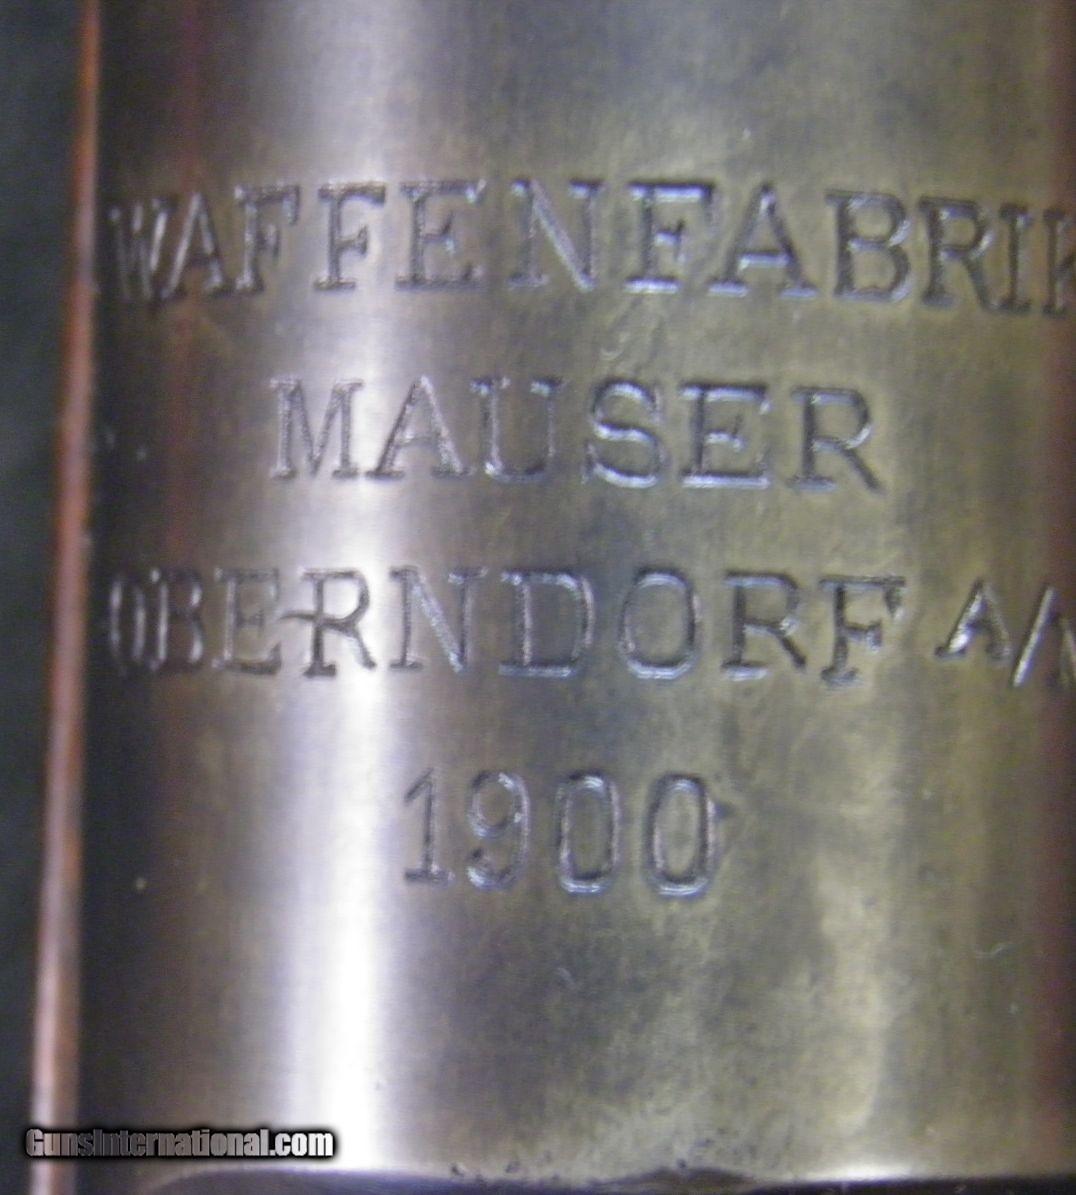 WAFFENFABRIK
MAUSER
OBERNDORF A/N
1900
GunsInternational.com